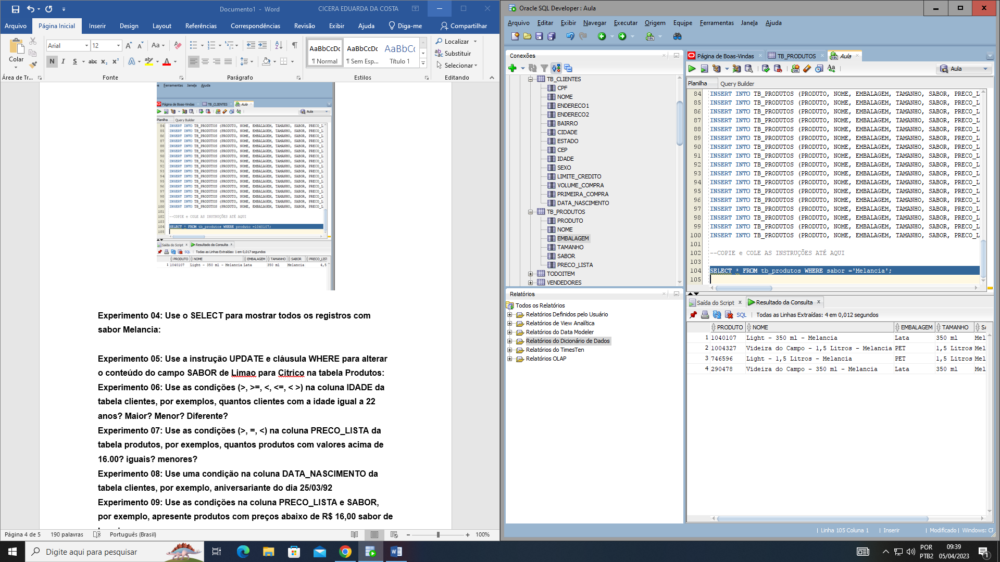 Documento1 - Word
CICERA EDUARDA DA COSTA
Arquivo
Página Inicial
Inserir
Design
Layout
Referências
Correspondências
Revisão
Exibir
Ajuda
Diga-me
Compartilhar
Colar
Arial
12
Aa
N I S abc x₂ x²
AaBbCcDc
¶ Normal
AaBbCcDc
¶ Sem Esp...
AaBbCc
Título 1
Localizar
Substituir
Selecionar
Área de Tr...
Fonte
Parágrafo
Estilos
Editando
Ferramentas Janela Ajuda
Página de Boas-Vindas
TB_CLIENTES
Aula
Aula
Planilha
Query Builder
84 INSERT INTO TB_PRODUTOS (PRODUTO, NOME, EMBALAGEM, TAMANHO, SABOR, PRECO_L
85 INSERT INTO TB_PRODUTOS (PRODUTO, NOME, EMBALAGEM, TAMANHO, SABOR, PRECO_L
86 INSERT INTO TB_PRODUTOS (PRODUTO, NOME, EMBALAGEM, TAMANHO, SABOR, PRECO_L
87 INSERT INTO TB_PRODUTOS (PRODUTO, NOME, EMBALAGEM, TAMANHO, SABOR, PRECO_L
88 INSERT INTO TB_PRODUTOS (PRODUTO, NOME, EMBALAGEM, TAMANHO, SABOR, PRECO_L
89 INSERT INTO TB_PRODUTOS (PRODUTO, NOME, EMBALAGEM, TAMANHO, SABOR, PRECO_L
90 INSERT INTO TB_PRODUTOS (PRODUTO, NOME, EMBALAGEM, TAMANHO, SABOR, PRECO_L
91 INSERT INTO TB_PRODUTOS (PRODUTO, NOME, EMBALAGEM, TAMANHO, SABOR, PRECO_L
92 INSERT INTO TB_PRODUTOS (PRODUTO, NOME, EMBALAGEM, TAMANHO, SABOR, PRECO_L
93 INSERT INTO TB_PRODUTOS (PRODUTO, NOME, EMBALAGEM, TAMANHO, SABOR, PRECO_L
94 INSERT INTO TB_PRODUTOS (PRODUTO, NOME, EMBALAGEM, TAMANHO, SABOR, PRECO_L
95 INSERT INTO TB_PRODUTOS (PRODUTO, NOME, EMBALAGEM, TAMANHO, SABOR, PRECO_L
96 INSERT INTO TB_PRODUTOS (PRODUTO, NOME, EMBALAGEM, TAMANHO, SABOR, PRECO_L
97 INSERT INTO TB_PRODUTOS (PRODUTO, NOME, EMBALAGEM, TAMANHO, SABOR, PRECO_L
98 INSERT INTO TB_PRODUTOS (PRODUTO, NOME, EMBALAGEM, TAMANHO, SABOR, PRECO_L
99 INSERT INTO TB_PRODUTOS (PRODUTO, NOME, EMBALAGEM, TAMANHO, SABOR, PRECO_L
100 INSERT INTO TB_PRODUTOS (PRODUTO, NOME, EMBALAGEM, TAMANHO, SABOR, PRECO_L
101
102 --COPIE e COLE AS INSTRUÇÕES ATÉ AQUI
103
104 SELECT * FROM tb_produtos WHERE produto =1040107;
105
Saída do Script
Resultado da Consulta
SQL
Todas as Linhas Extraídas: 1 em 0,017 segundos
PRODUTO NOME EMBALAGEM TAMANHO SABOR PRECO_LIST
1 1040107 Light - 350 ml - Melancia Lata 350 ml Melancia 4,5
Experimento 04: Use o SELECT para mostrar todos os registros com
sabor Melancia:
Experimento 05: Use a instrução UPDATE e cláusula WHERE para alterar
o conteúdo do campo SABOR de Limao para Citrico na tabela Produtos:
Experimento 06: Use as condições (>, >=, <, <=, < >) na coluna IDADE da
tabela clientes, por exemplos, quantos clientes com a idade igual a 22
anos? Maior? Menor? Diferente?
Experimento 07: Use as condições (>, =, <) na coluna PRECO_LISTA da
tabela produtos, por exemplos, quantos produtos com valores acima de
16.00? iguais? menores?
Experimento 08: Use uma condição na coluna DATA_NASCIMENTO da
tabela clientes, por exemplo, aniversariante do dia 25/03/92
Experimento 09: Use as condições na coluna PRECO_LISTA e SABOR,
por exemplo, apresente produtos com preços abaixo de R$ 16,00 sabor de
Página 4 de 5
190 palavras
Português (Brasil)
100%
Oracle SQL Developer : Aula
Arquivo Editar Exibir Navegar Executar Origem Equipe Ferramentas Janela Ajuda
Conexões
TB_CLIENTES
CPF
NOME
ENDERECO1
ENDERECO2
BAIRRO
CIDADE
ESTADO
CEP
IDADE
SEXO
LIMITE_CREDITO
VOLUME_COMPRA
PRIMEIRA_COMPRA
DATA_NASCIMENTO
TB_PRODUTOS
PRODUTO
NOME
EMBALAGEM
TAMANHO
SABOR
PRECO_LISTA
TODOITEM
VENDEDORES
Relatórios
Todos os Relatórios
Relatórios Definidos pelo Usuário
Relatórios de View Analítica
Relatórios do Data Modeler
Relatórios do Dicionário de Dados
Relatórios do TimesTen
Relatórios OLAP
Página de Boas-Vindas
TB_PRODUTOS
Aula
Aula
Planilha
Query Builder
84 INSERT INTO TB_PRODUTOS (PRODUTO, NOME, EMBALAGEM, TAMANHO, SABOR, PRECO_L
85 INSERT INTO TB_PRODUTOS (PRODUTO, NOME, EMBALAGEM, TAMANHO, SABOR, PRECO_L
86 INSERT INTO TB_PRODUTOS (PRODUTO, NOME, EMBALAGEM, TAMANHO, SABOR, PRECO_L
87 INSERT INTO TB_PRODUTOS (PRODUTO, NOME, EMBALAGEM, TAMANHO, SABOR, PRECO_L
88 INSERT INTO TB_PRODUTOS (PRODUTO, NOME, EMBALAGEM, TAMANHO, SABOR, PRECO_L
89 INSERT INTO TB_PRODUTOS (PRODUTO, NOME, EMBALAGEM, TAMANHO, SABOR, PRECO_L
90 INSERT INTO TB_PRODUTOS (PRODUTO, NOME, EMBALAGEM, TAMANHO, SABOR, PRECO_L
91 INSERT INTO TB_PRODUTOS (PRODUTO, NOME, EMBALAGEM, TAMANHO, SABOR, PRECO_L
92 INSERT INTO TB_PRODUTOS (PRODUTO, NOME, EMBALAGEM, TAMANHO, SABOR, PRECO_L
93 INSERT INTO TB_PRODUTOS (PRODUTO, NOME, EMBALAGEM, TAMANHO, SABOR, PRECO_L
94 INSERT INTO TB_PRODUTOS (PRODUTO, NOME, EMBALAGEM, TAMANHO, SABOR, PRECO_L
95 INSERT INTO TB_PRODUTOS (PRODUTO, NOME, EMBALAGEM, TAMANHO, SABOR, PRECO_L
96 INSERT INTO TB_PRODUTOS (PRODUTO, NOME, EMBALAGEM, TAMANHO, SABOR, PRECO_L
97 INSERT INTO TB_PRODUTOS (PRODUTO, NOME, EMBALAGEM, TAMANHO, SABOR, PRECO_L
98 INSERT INTO TB_PRODUTOS (PRODUTO, NOME, EMBALAGEM, TAMANHO, SABOR, PRECO_L
99 INSERT INTO TB_PRODUTOS (PRODUTO, NOME, EMBALAGEM, TAMANHO, SABOR, PRECO_L
100 INSERT INTO TB_PRODUTOS (PRODUTO, NOME, EMBALAGEM, TAMANHO, SABOR, PRECO_L
101
102 --COPIE e COLE AS INSTRUÇÕES ATÉ AQUI
103
104 SELECT * FROM tb_produtos WHERE sabor ='Melancia';
105
Saída do Script
Resultado da Consulta
SQL
Todas as Linhas Extraídas: 4 em 0,012 segundos
PRODUTO NOME EMBALAGEM TAMANHO SA
1 1040107 Light - 350 ml - Melancia Lata 350 ml Mel
2 1004327 Videira do Campo - 1,5 Litros - Melancia PET 1,5 Litros Mel
3 746596 Light - 1,5 Litros - Melancia PET 1,5 Litros Mel
4 290478 Videira do Campo - 350 ml - Melancia Lata 350 ml Mel
Linha 105 Coluna 1
Inserir
Modificado
Windows: CF
Digite aqui para pesquisar
POR
PTB2
09:39
05/04/2023
1